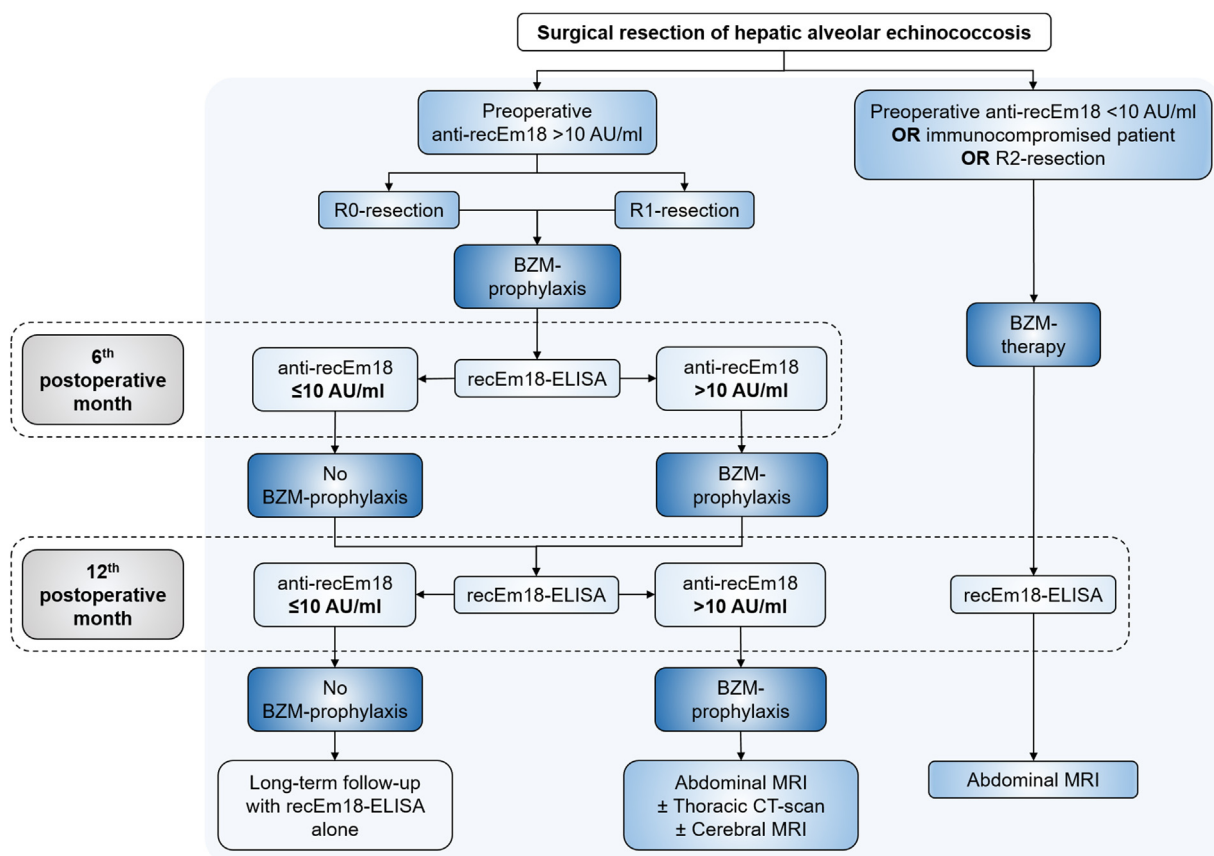 Surgical resection of hepatic alveolar echinococcosis
Preoperative
anti-recEm18 >10 AU/ml
Preoperative anti-recEm18 <10 AU/ml
OR immunocompromised patient
OR R2-resection
R0-resection
R1-resection
BZM-
prophylaxis
BZM-
therapy
6th
postoperative
month
anti-recEm18
≤10 AU/ml
recEm18-ELISA
anti-recEm18
>10 AU/ml
No
BZM-prophylaxis
BZM-
prophylaxis
12th
postoperative
month
anti-recEm18
≤10 AU/ml
recEm18-ELISA
anti-recEm18
>10 AU/ml
recEm18-ELISA
No
BZM-prophylaxis
BZM-
prophylaxis
Long-term follow-up
with recEm18-ELISA
alone
Abdominal MRI
± Thoracic CT-scan
± Cerebral MRI
Abdominal MRI